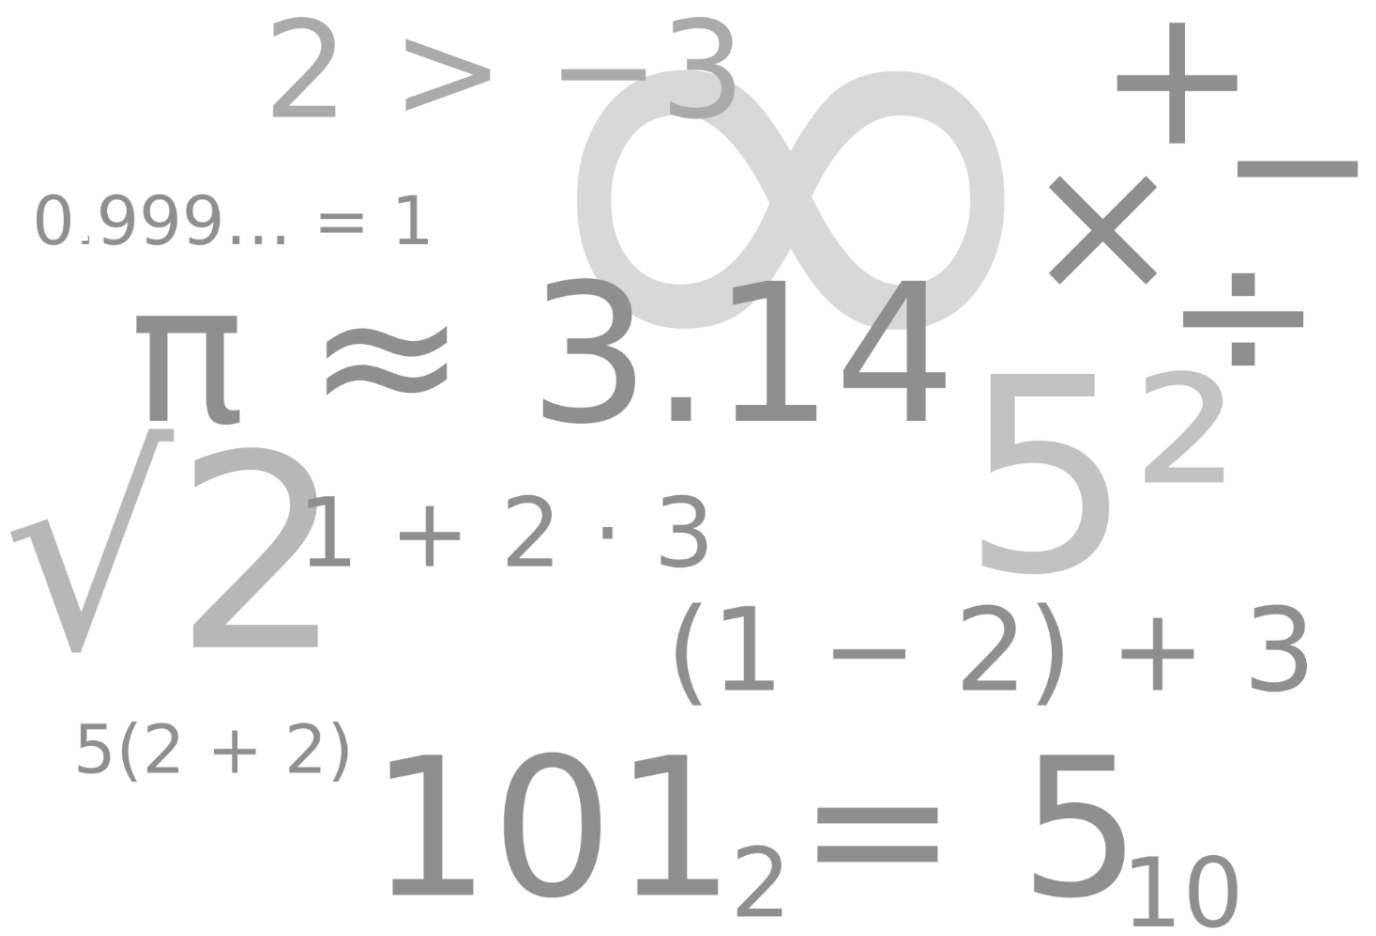 2 > −3
∞
+
−
×
÷
0.999... = 1
π ≈ 3.14
5²
√2
1 + 2 · 3
(1 − 2) + 3
5(2 + 2)
101₂ = 5₁₀